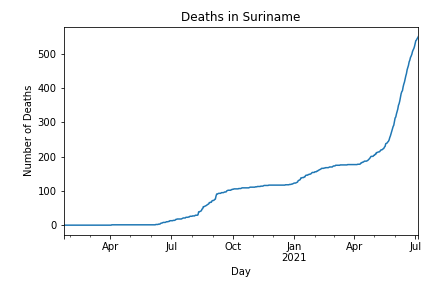 Deaths in Suriname
Number of Deaths
500
400
300
200
100
0
Apr
Jul
Oct
Jan
2021
Apr
Jul
Day